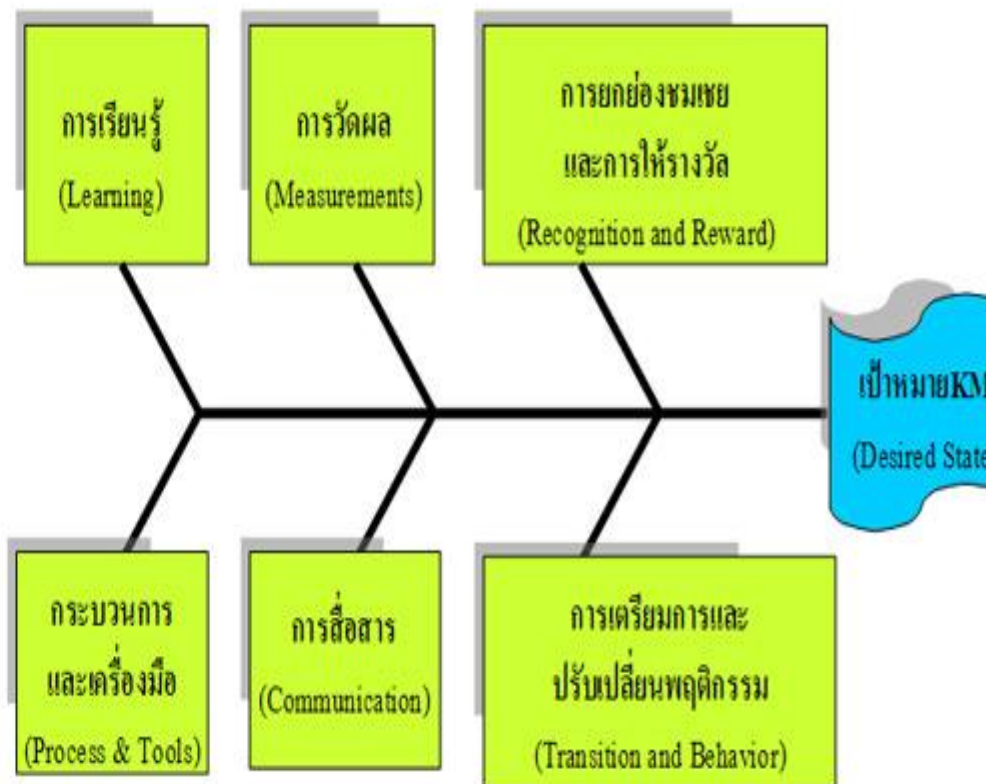 การเรียนรู้
(Learning)
การวัดผล
(Measurements)
การยกย่องชมเชย
และการให้รางวัล
(Recognition and Reward)
เป้าหมายKM
(Desired State
กระบวนการ
และเครื่องมือ
(Process & Tools)
การสื่อสาร
(Communication)
การเตรียมการและ
ปรับเปลี่ยนพฤติกรรม
(Transition and Behavior)